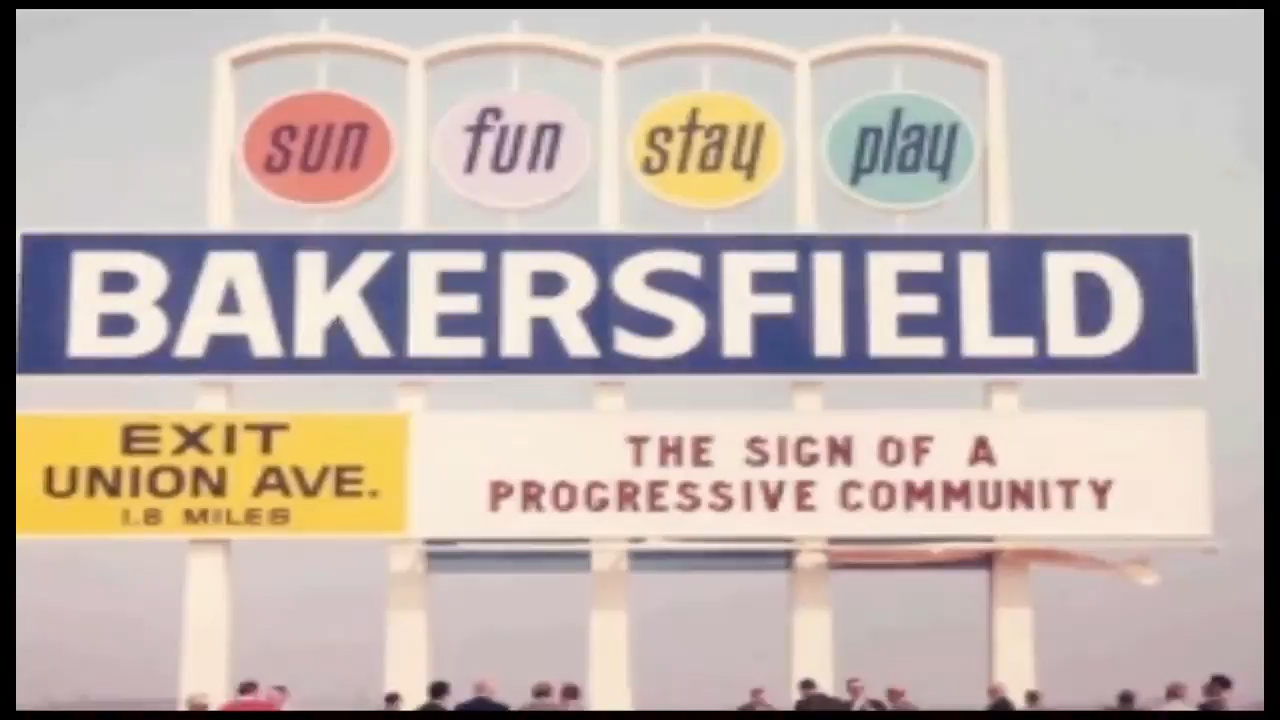 sun fun stay play
BAKERSFIELD
EXIT
UNION AVE.
1.8 MILES
THE SIGN OF A
PROGRESSIVE COMMUNITY